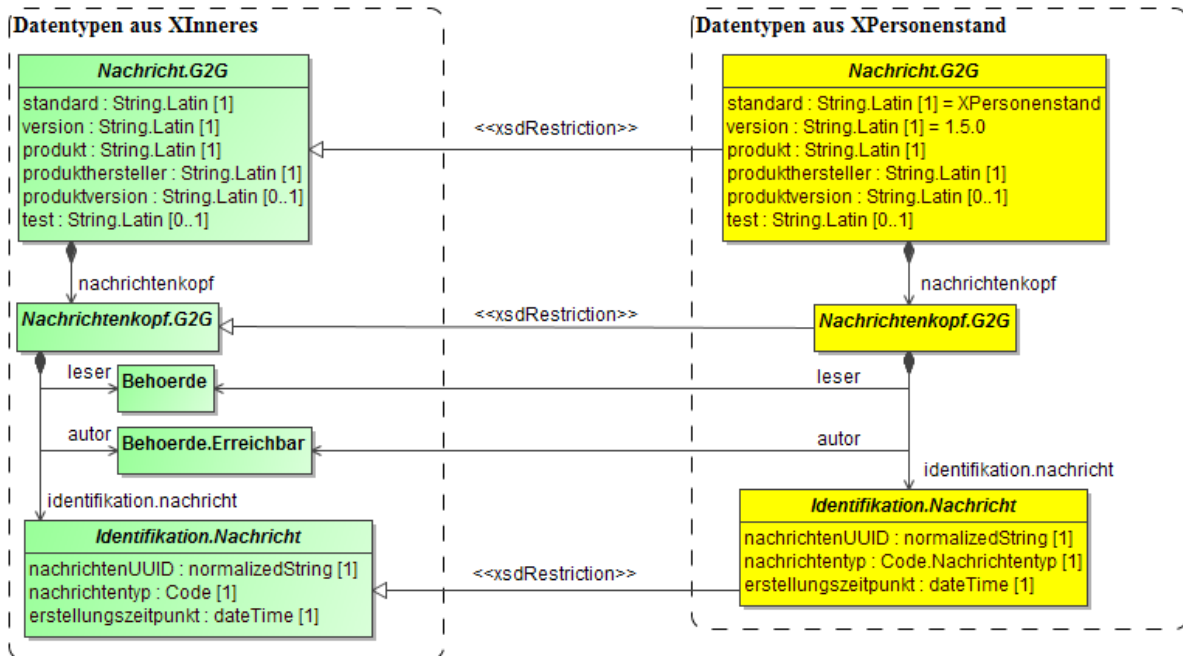 Datentypen aus XInneres
Nachricht.G2G
standard : String.Latin [1]
version : String.Latin [1]
produkt : String.Latin [1]
produkthersteller : String.Latin [1]
produktversion : String.Latin [0..1]
test : String.Latin [0..1]
nachrichtenkopf
Nachrichtenkopf.G2G
leser
Behoerde
autor
Behoerde.Erreichbar
identifikation.nachricht
Identifikation.Nachricht
nachrichtenUUID : normalizedString [1]
nachrichtentyp : Code [1]
erstellungszeitpunkt : dateTime [1]
<<xsdRestriction>>
<<xsdRestriction>>
<<xsdRestriction>>
Datentypen aus XPersonenstand
Nachricht.G2G
standard : String.Latin [1] = XPersonenstand
version : String.Latin [1] = 1.5.0
produkt : String.Latin [1]
produkthersteller : String.Latin [1]
produktversion : String.Latin [0..1]
test : String.Latin [0..1]
nachrichtenkopf
Nachrichtenkopf.G2G
leser
autor
identifikation.nachricht
Identifikation.Nachricht
nachrichtenUUID : normalizedString [1]
nachrichtentyp : Code.Nachrichtentyp [1]
erstellungszeitpunkt : dateTime [1]